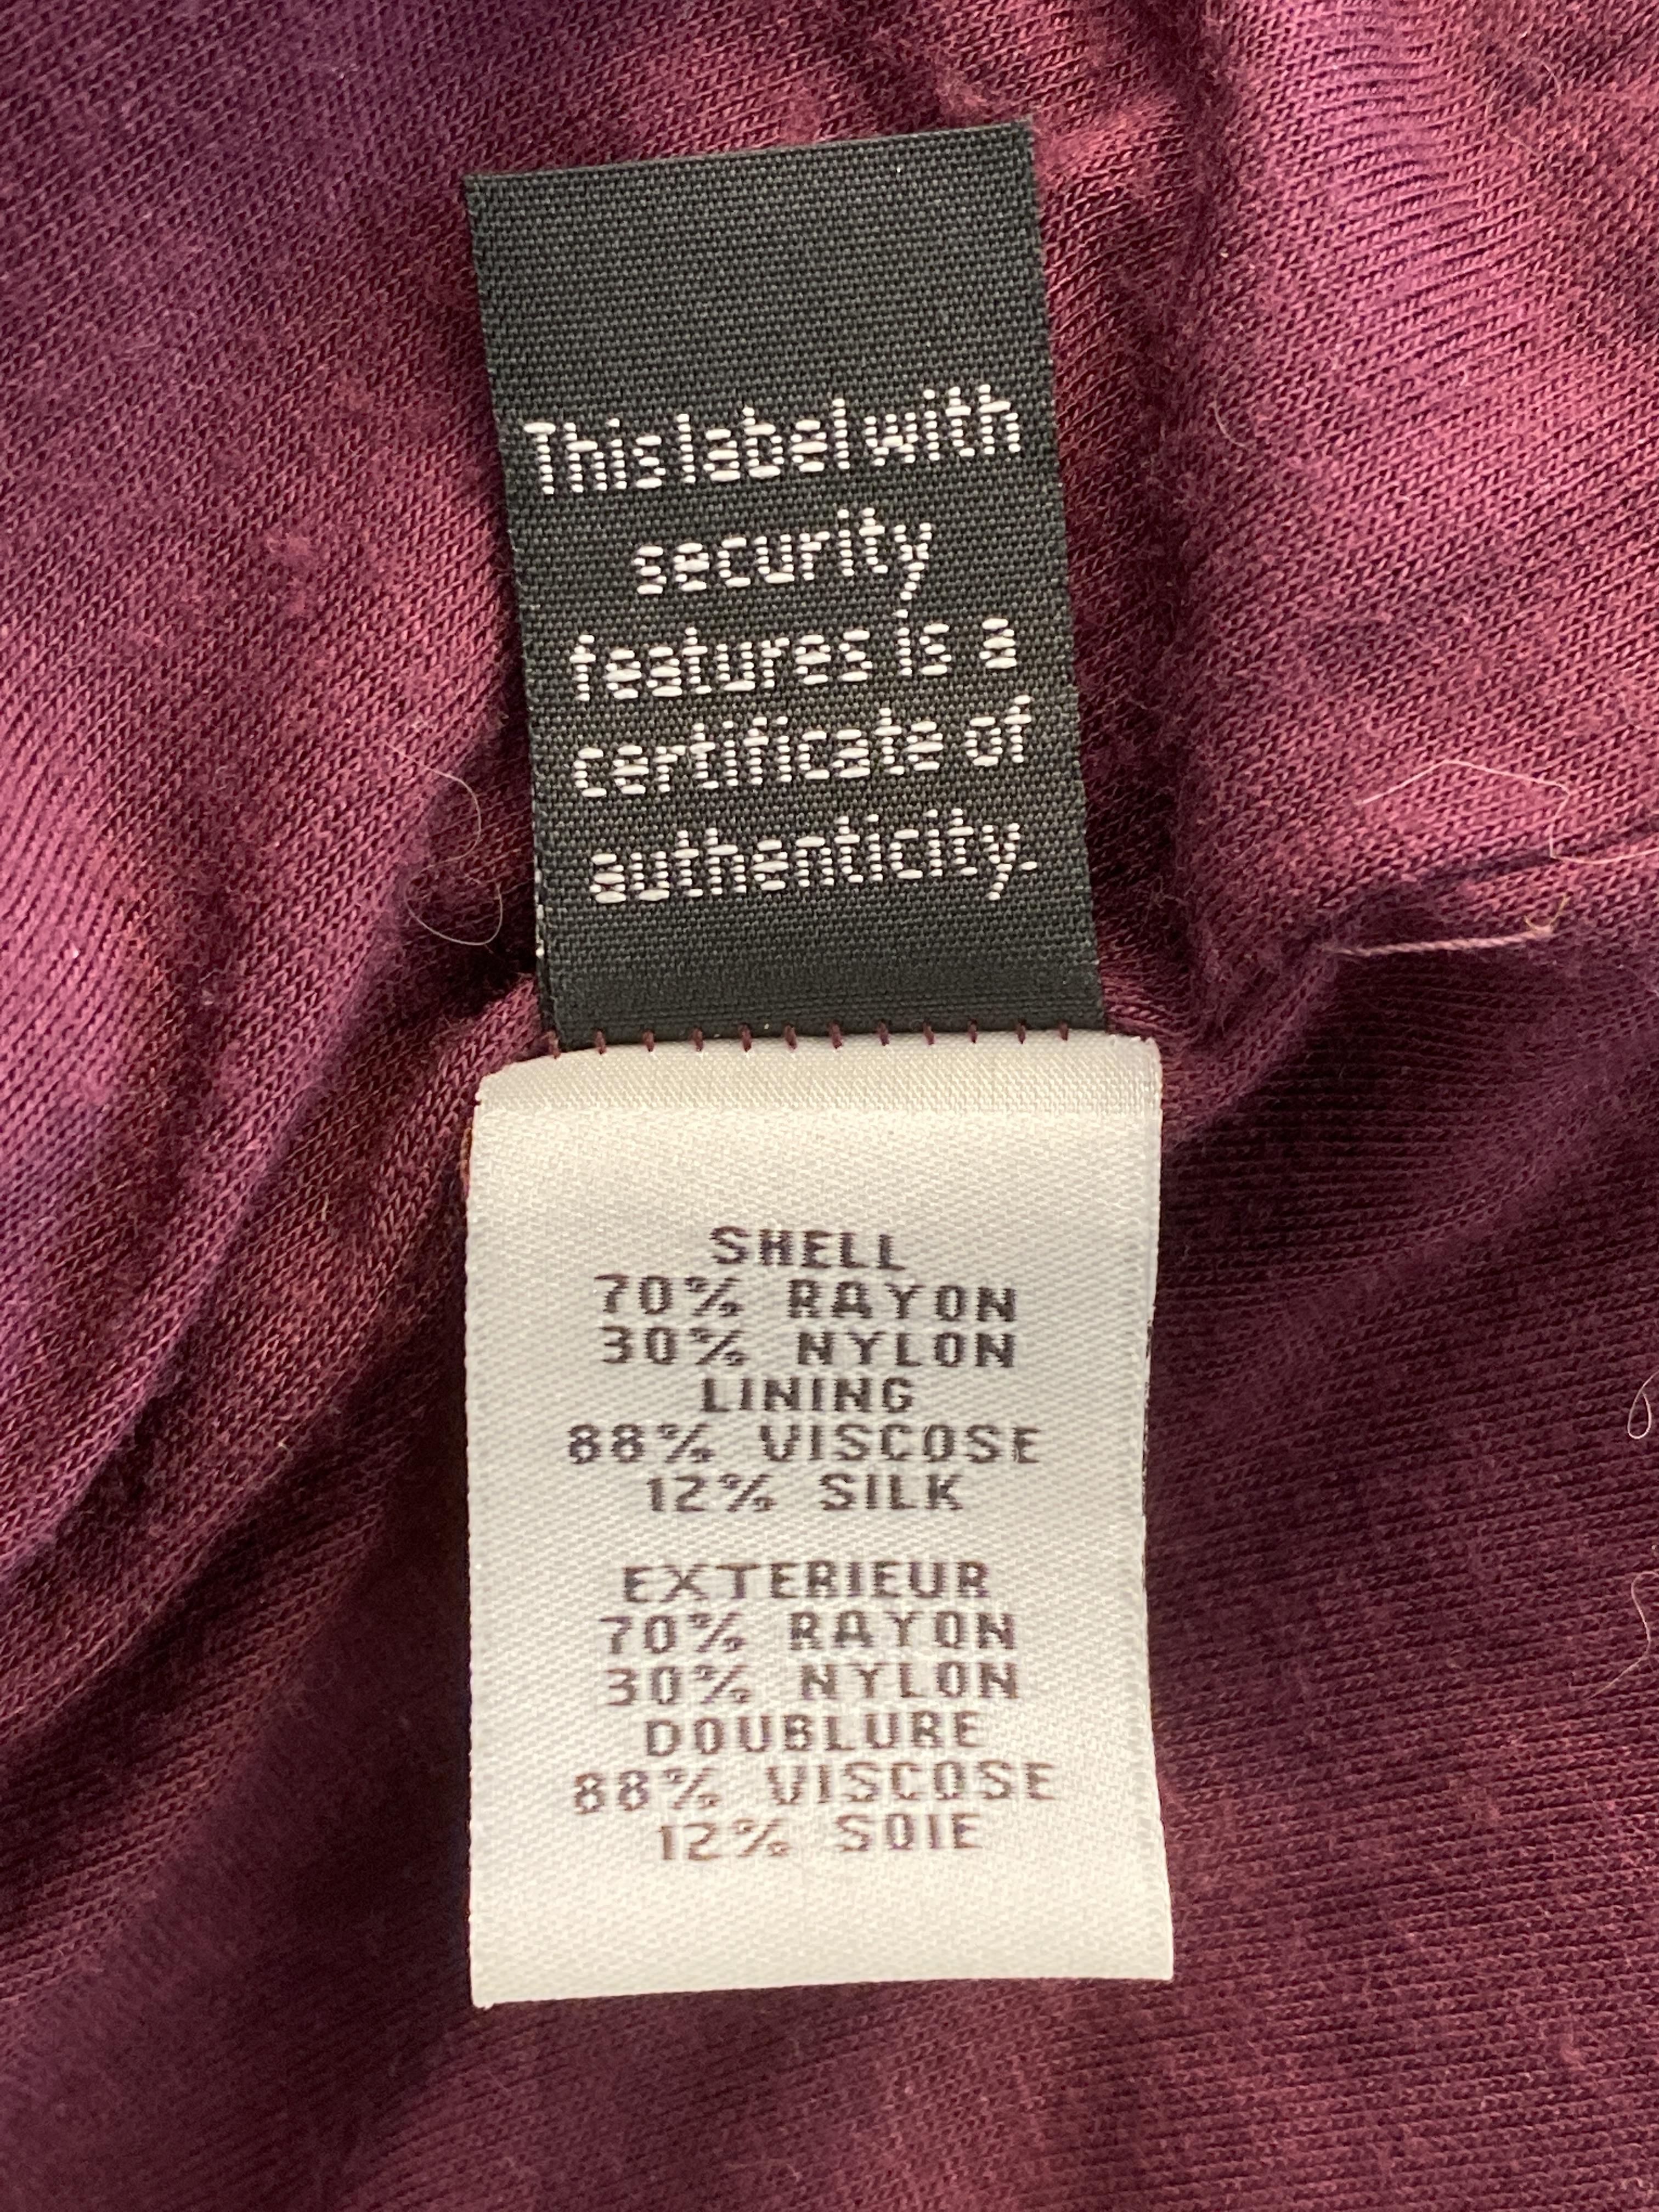 This label with
security
features is a
certificate of
authenticity.
SHELL
70% RAYON
30% NYLON
LINING
88% VISCOSE
12% SILK
EXTERIEUR
70% RAYON
30% NYLON
DOUBLURE
88% VISCOSE
12% SOIE